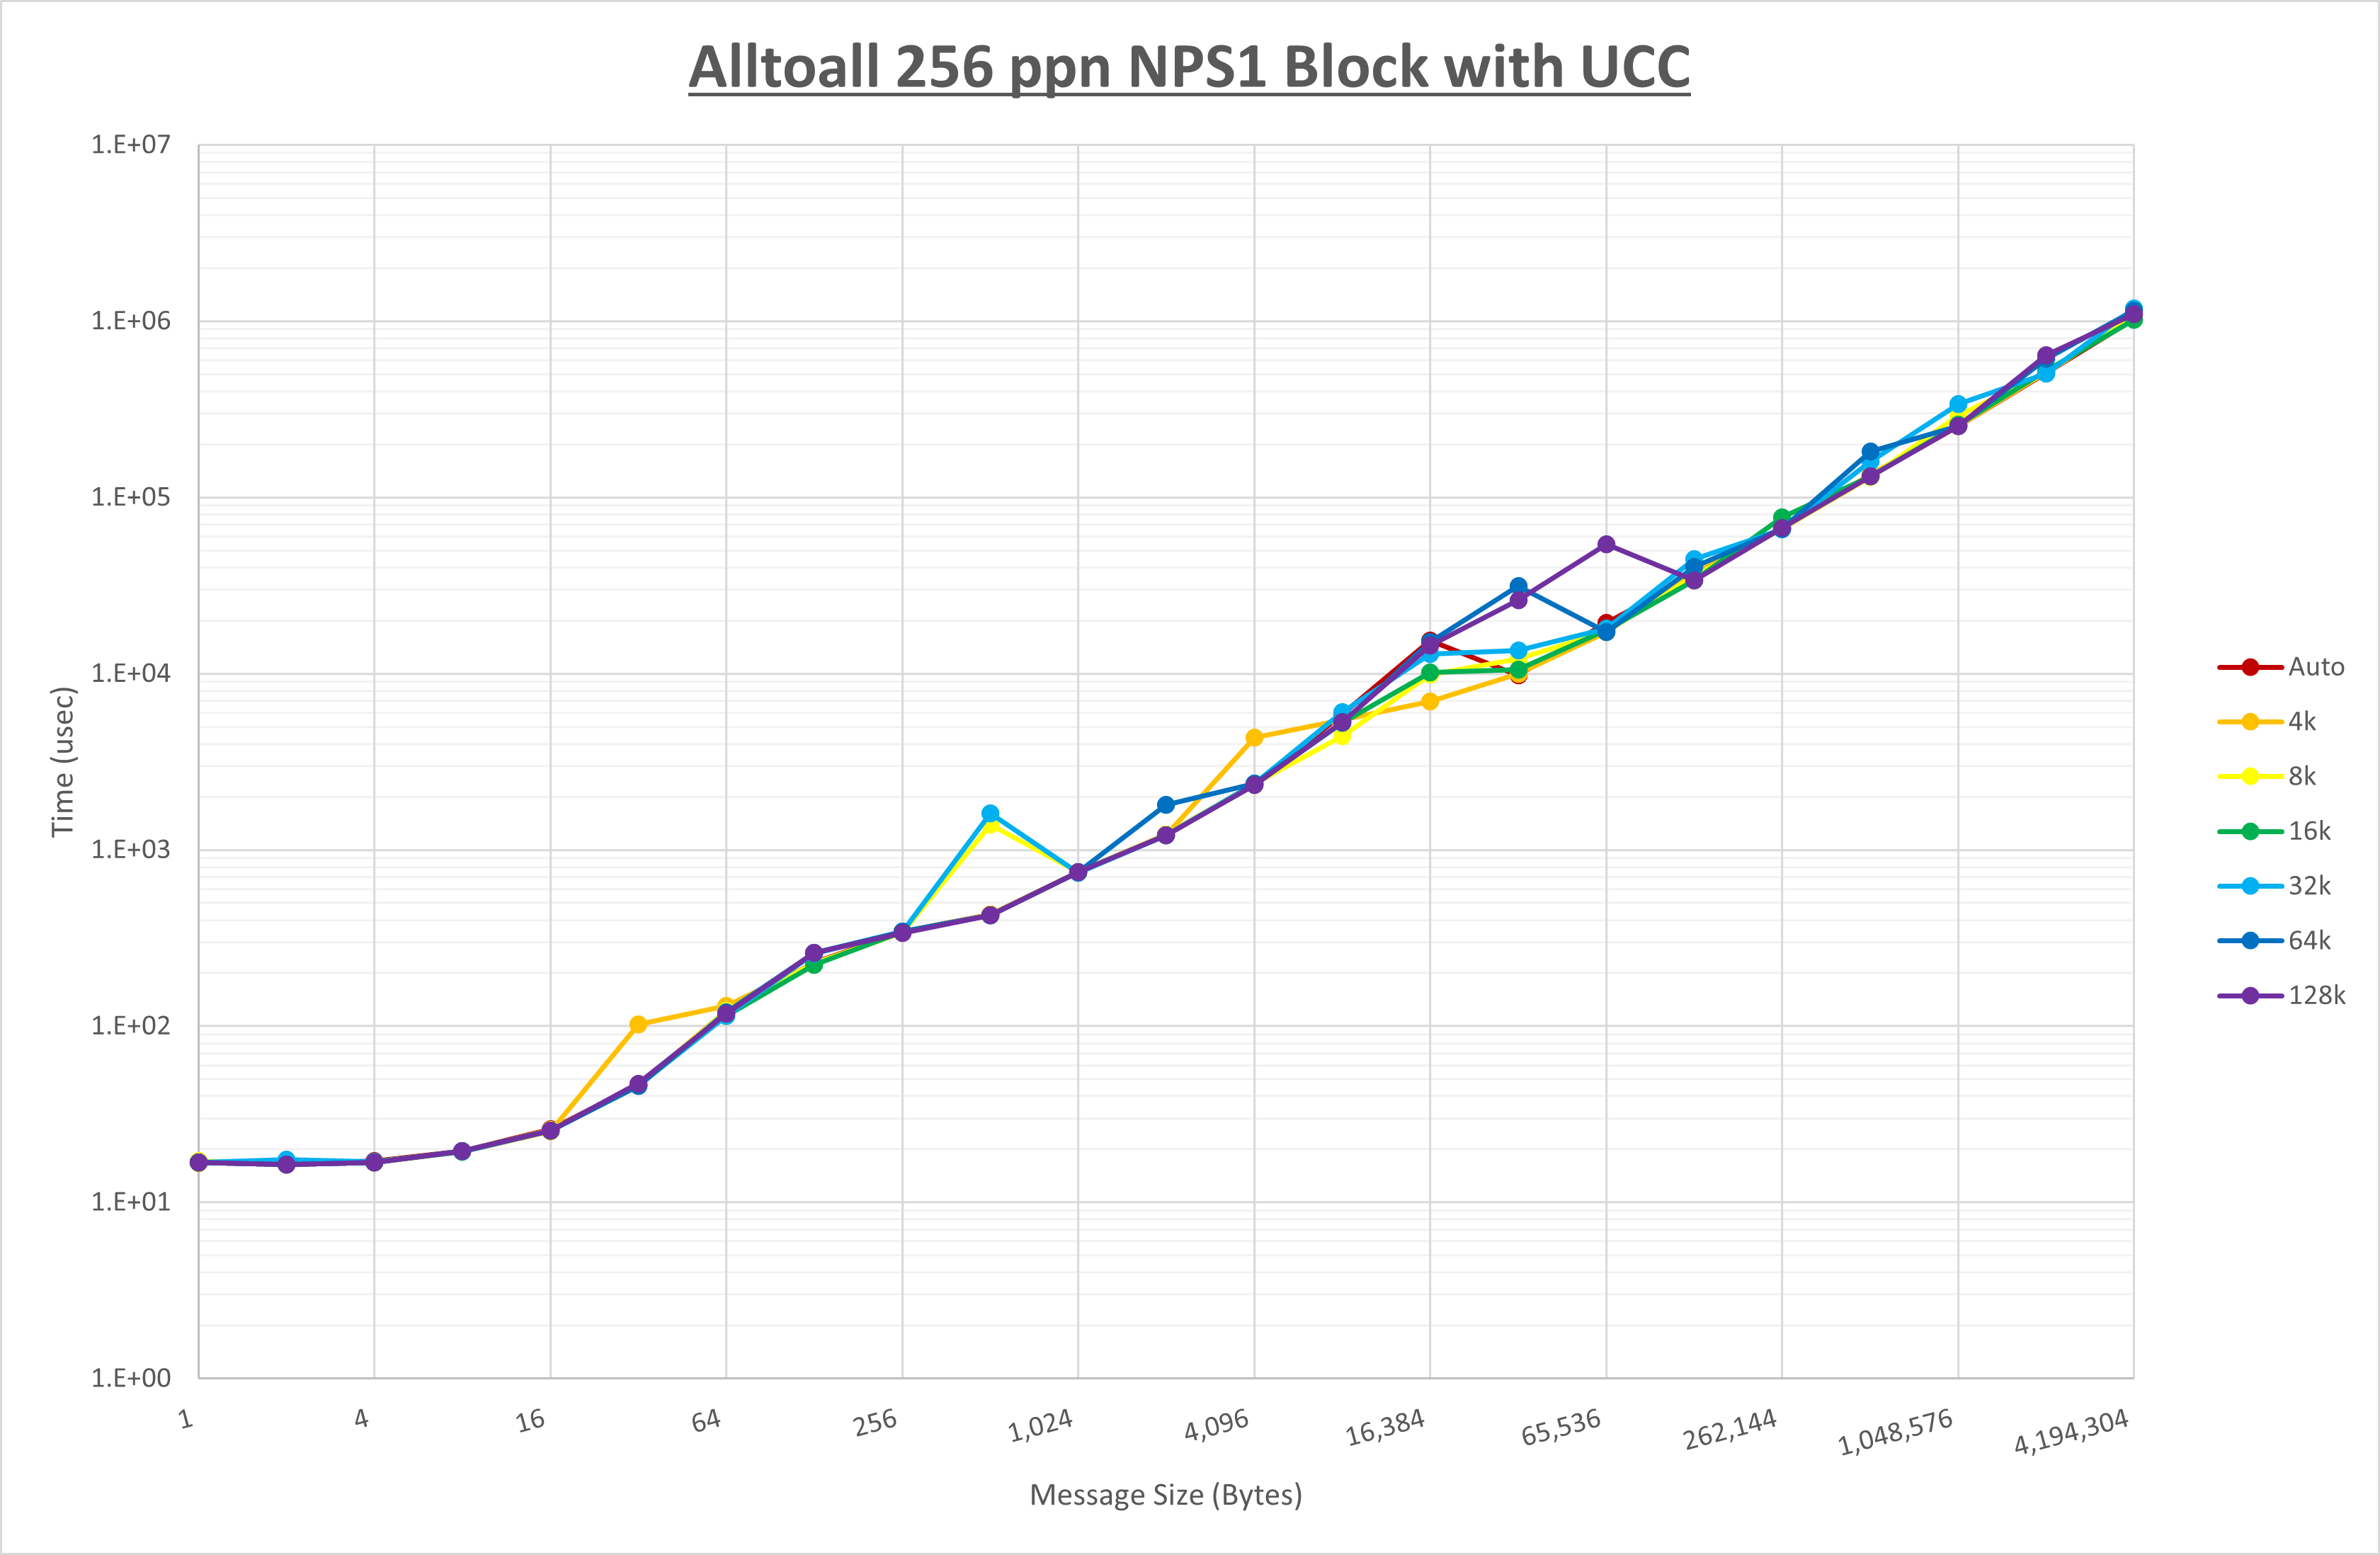 Alltoall 256 ppn NPS1 Block with UCC
1.E+07
1.E+06
1.E+05
1.E+04
1.E+03
1.E+02
1.E+01
1.E+00
Time (usec)
1
4
16
64
256
1,024
4,096
16,384
65,536
262,144
1,048,576
4,194,304
Message Size (Bytes)
Auto
4k
8k
16k
32k
64k
128k